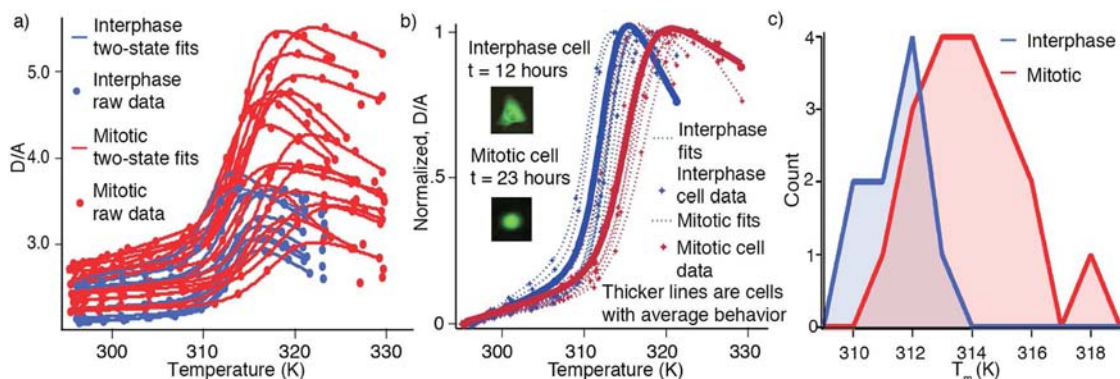 a)
Interphase
two-state fits
Interphase
raw data
Mitotic
two-state fits
Mitotic
raw data
5.0
4.0
3.0
D/A
300
310
320
330
Temperature (K)
b)
Interphase cell
t = 12 hours
Mitotic cell
t = 23 hours
Interphase
fits
Interphase
cell data
Mitotic fits
Mitotic cell
data
Thicker lines are cells
with average behavior
1
.5
0
Normalized, D/A
300
310
320
330
Temperature (K)
c)
Interphase
Mitotic
4
3
2
1
0
Count
310
312
314
316
318
Tm (K)